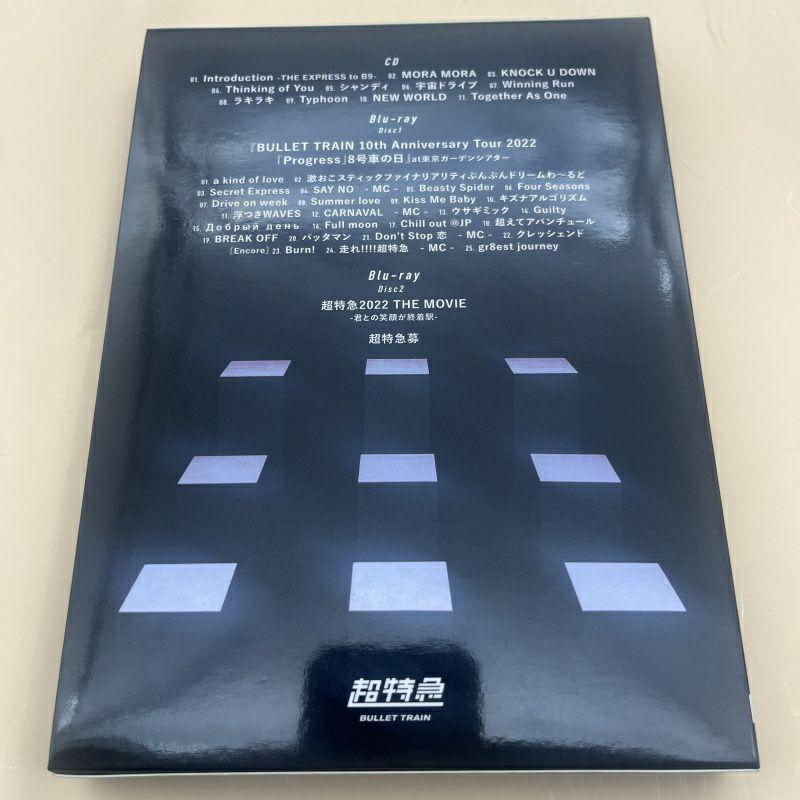 CD
01. Introduction -THE EXPRESS to B9- 02. MORA MORA 03. KNOCK U DOWN
04. Thinking of You 05. シャンディ 06. 宇宙ドライブ 07. Winning Run
08. ラキラキ 09. Typhoon 10. NEW WORLD 11. Together As One
Blu-ray
Disc1
『BULLET TRAIN 10th Anniversary Tour 2022
「Progress」8号車の日』at東京ガーデンシアター
01. a kind of love 02. 激おこスティックファイナリアリティぷんぷんドリームわ〜るど
03. Secret Express 04. SAY NO - MC - 05. Beasty Spider 06. Four Seasons
07. Drive on week 08. Summer love 09. Kiss Me Baby 10. キズナアルゴリズム
11. 浮つきWAVES 12. CARNAVAL - MC - 13. ウサギミック 14. Guilty
15. Добрый день 16. Full moon 17. Chill out @JP 18. 超えてアバンチュール
19. BREAK OFF 20. バッタマン 21. Don't Stop 恋 - MC - 22. クレッシェンド
[Encore] 23. Burn! 24. 走れ!!!!超特急 - MC - 25. gr8est journey
Blu-ray
Disc2
超特急2022 THE MOVIE
-君との笑顔が終着駅-
超特急募
超特急
BULLET TRAIN